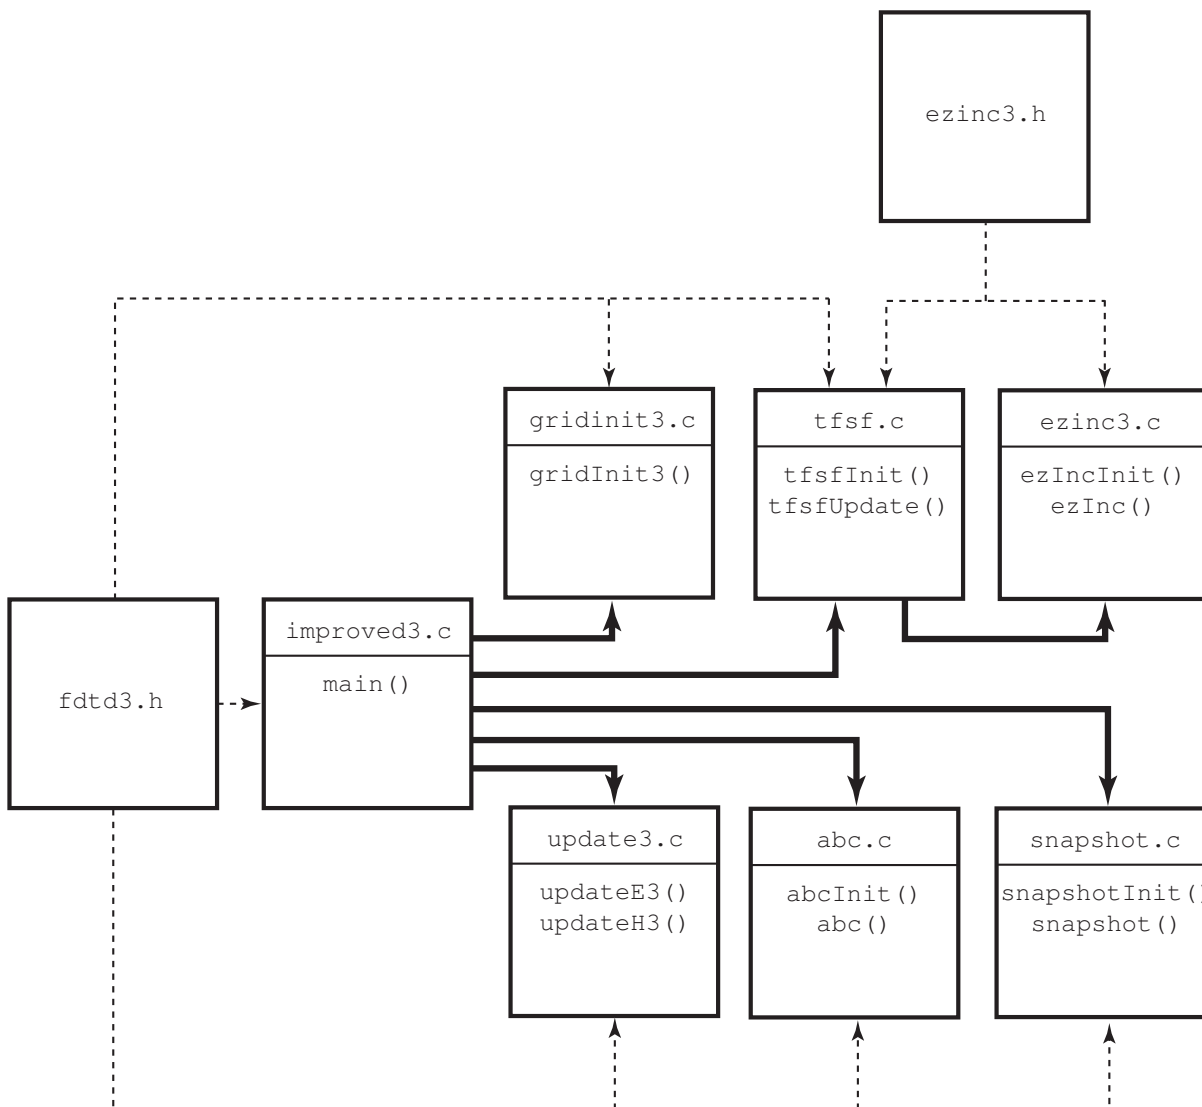 ezinc3.h
gridinit3.c
gridInit3()
tfsf.c
tfsfInit()
tfsfUpdate()
ezinc3.c
ezIncInit()
ezInc()
fdtd3.h
improved3.c
main()
update3.c
updateE3()
updateH3()
abc.c
abcInit()
abc()
snapshot.c
snapshotInit()
snapshot()